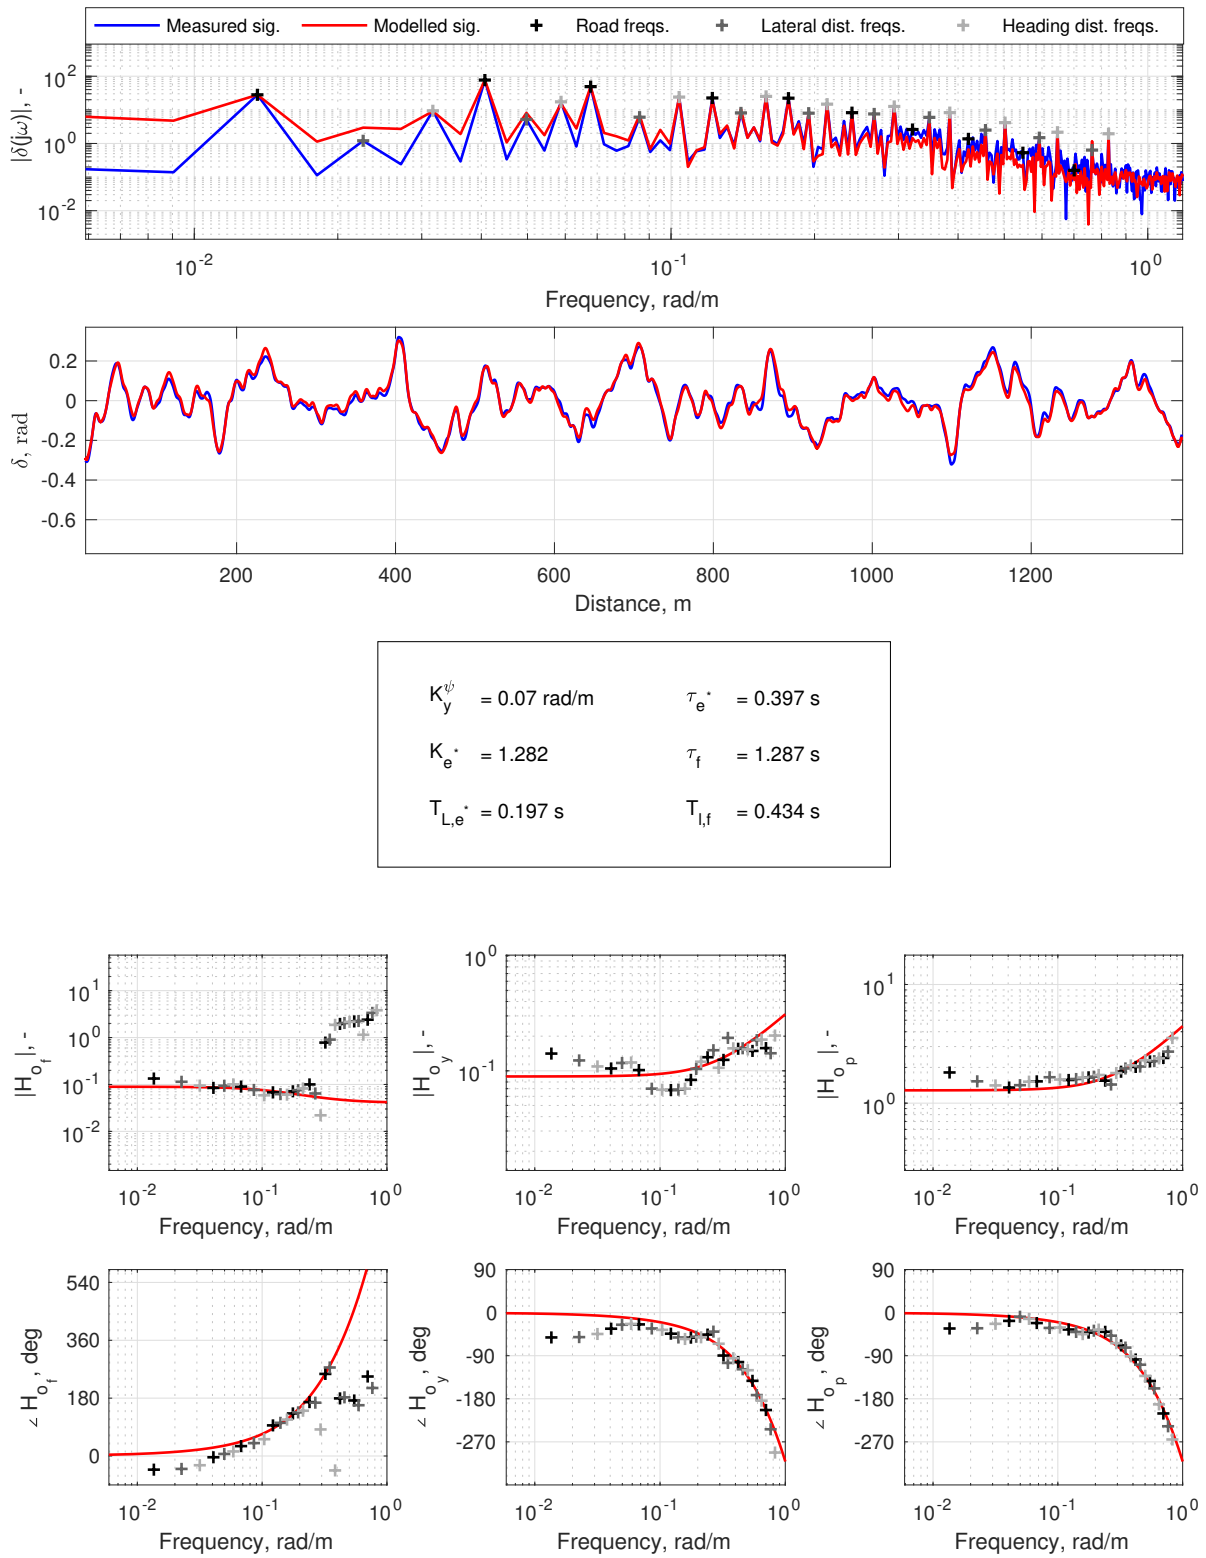 Measured sig. Modelled sig. Road freqs. Lateral dist. freqs. Heading dist. freqs.
|δ(jω)|, -
10^2
10^0
10^-2
10^-2 10^-1 10^0
Frequency, rad/m
δ, rad
0.2
0
-0.2
-0.4
-0.6
200 400 600 800 1000 1200
Distance, m
K_y^ψ = 0.07 rad/m τ_e* = 0.397 s
K_e* = 1.282 τ_f = 1.287 s
T_L,e* = 0.197 s T_l,f = 0.434 s
|H_o_f|, -
10^1
10^0
10^-1
10^-2
10^-2 10^-1 10^0
Frequency, rad/m
|H_o_y|, -
10^0
10^-1
10^-2 10^-1 10^0
Frequency, rad/m
|H_o_p|, -
10^1
10^0
10^-2 10^-1 10^0
Frequency, rad/m
∠ H_o_f, deg
540
360
180
0
10^-2 10^-1 10^0
Frequency, rad/m
∠ H_o_y, deg
90
0
-90
-180
-270
10^-2 10^-1 10^0
Frequency, rad/m
∠ H_o_p, deg
90
0
-90
-180
-270
10^-2 10^-1 10^0
Frequency, rad/m